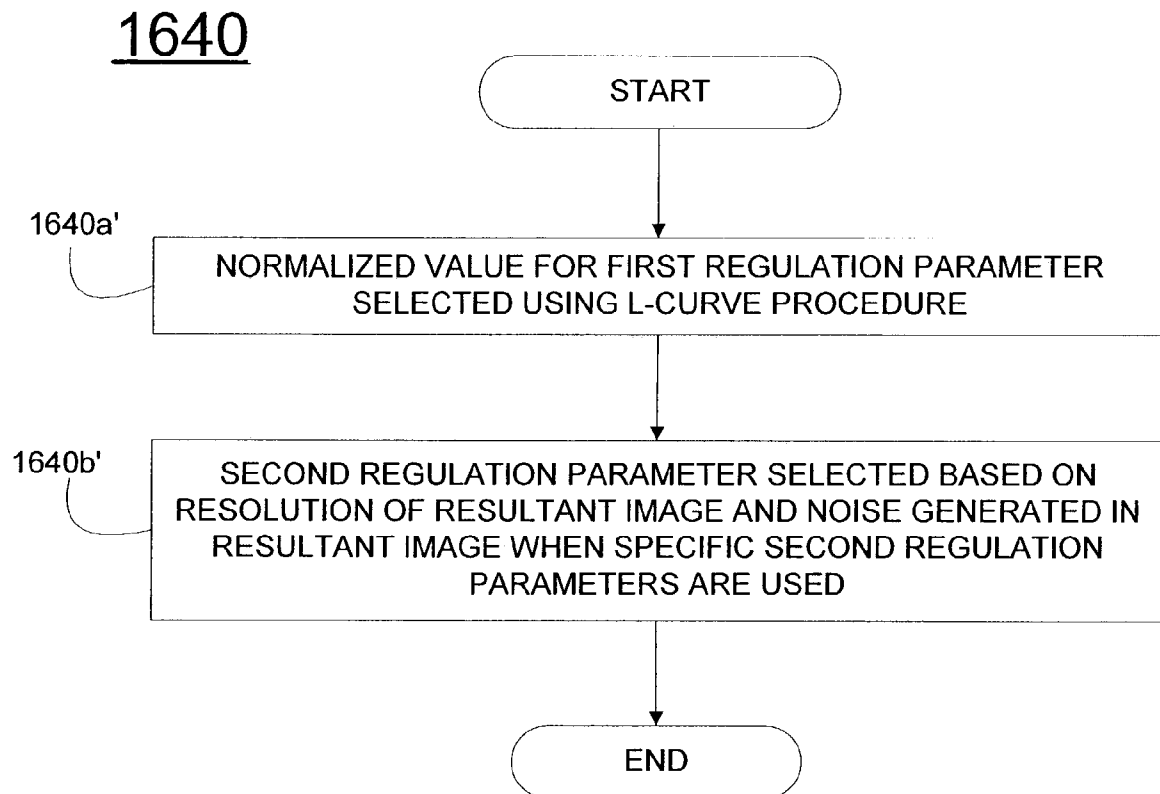 1640
START
1640a'
NORMALIZED VALUE FOR FIRST REGULATION PARAMETER
SELECTED USING L-CURVE PROCEDURE
1640b'
SECOND REGULATION PARAMETER SELECTED BASED ON
RESOLUTION OF RESULTANT IMAGE AND NOISE GENERATED IN
RESULTANT IMAGE WHEN SPECIFIC SECOND REGULATION
PARAMETERS ARE USED
END